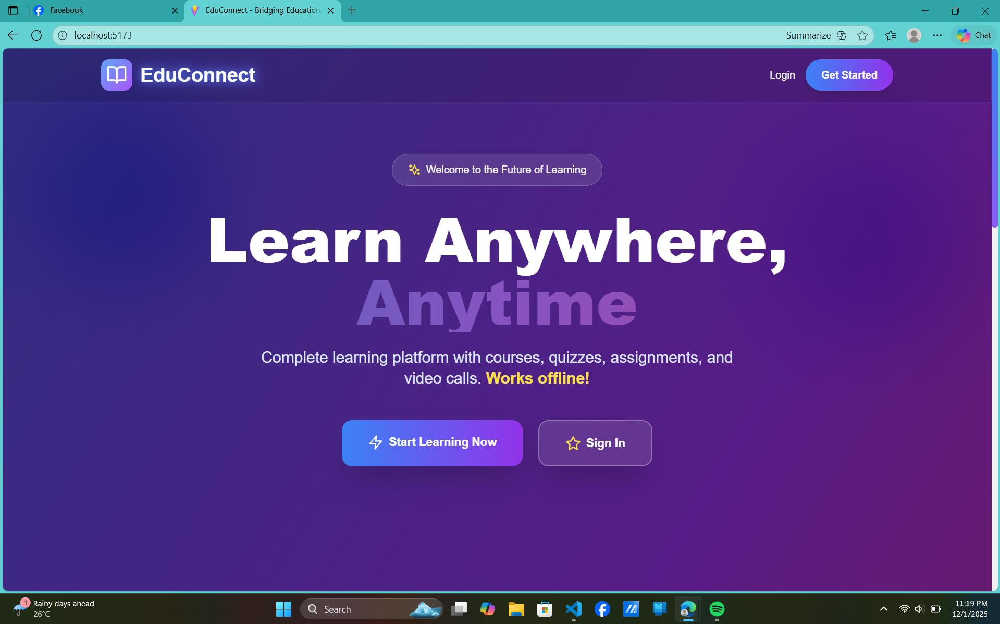 Facebook
EduConnect - Bridging Education
localhost:5173
Summarize
Chat
EduConnect
Login
Get Started
Welcome to the Future of Learning
Learn Anywhere,
Anytime
Complete learning platform with courses, quizzes, assignments, and
video calls. Works offline!
Start Learning Now
Sign In
1
Rainy days ahead
26°C
Search
11:19 PM
12/1/2025